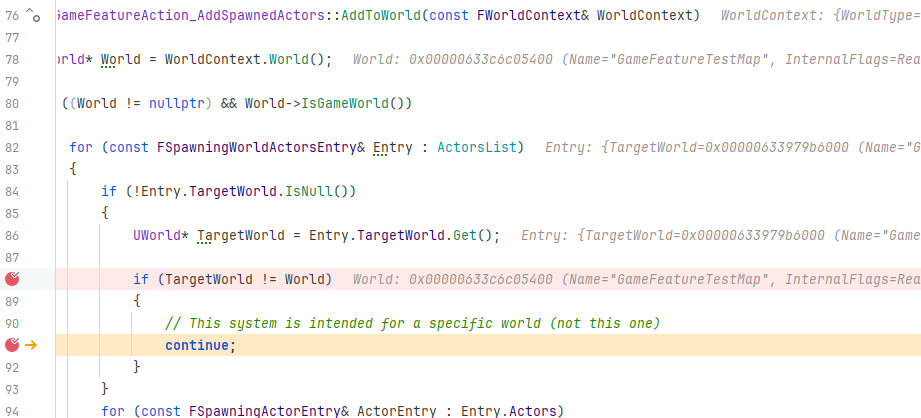 76 GameFeatureAction_AddSpawnedActors::AddToWorld(const FWorldContext& WorldContext) WorldContext: {WorldType=
77
78 orld* World = WorldContext.World(); World: 0x00000633c6c05400 (Name="GameFeatureTestMap", InternalFlags=Rea
79
80 ((World != nullptr) && World->IsGameWorld())
81
82 for (const FSpawningWorldActorsEntry& Entry : ActorsList) Entry: {TargetWorld=0x00000633979b6000 (Name="G
83 {
84 if (!Entry.TargetWorld.IsNull())
85 {
86 UWorld* TargetWorld = Entry.TargetWorld.Get(); Entry: {TargetWorld=0x00000633979b6000 (Name="Game
87
if (TargetWorld != World) World: 0x00000633c6c05400 (Name="GameFeatureTestMap", InternalFlags=Rea
89 {
90 // This system is intended for a specific world (not this one)
continue;
92 }
93 }
94 for (const FSpawningActorEntry& ActorEntry : Entry.Actors)